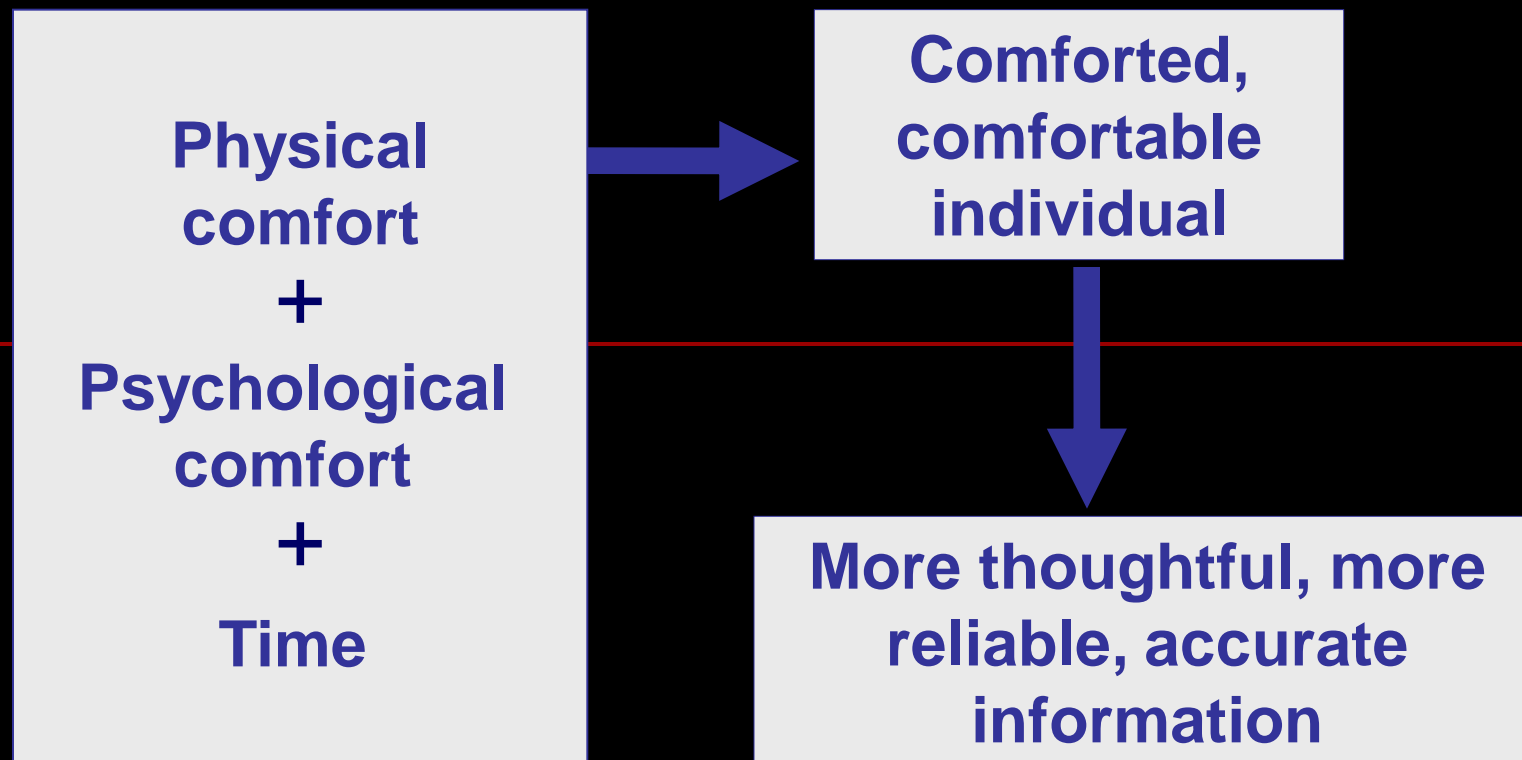 Physical
comfort
+
Psychological
comfort
+
Time
Comforted,
comfortable
individual
More thoughtful, more
reliable, accurate
information